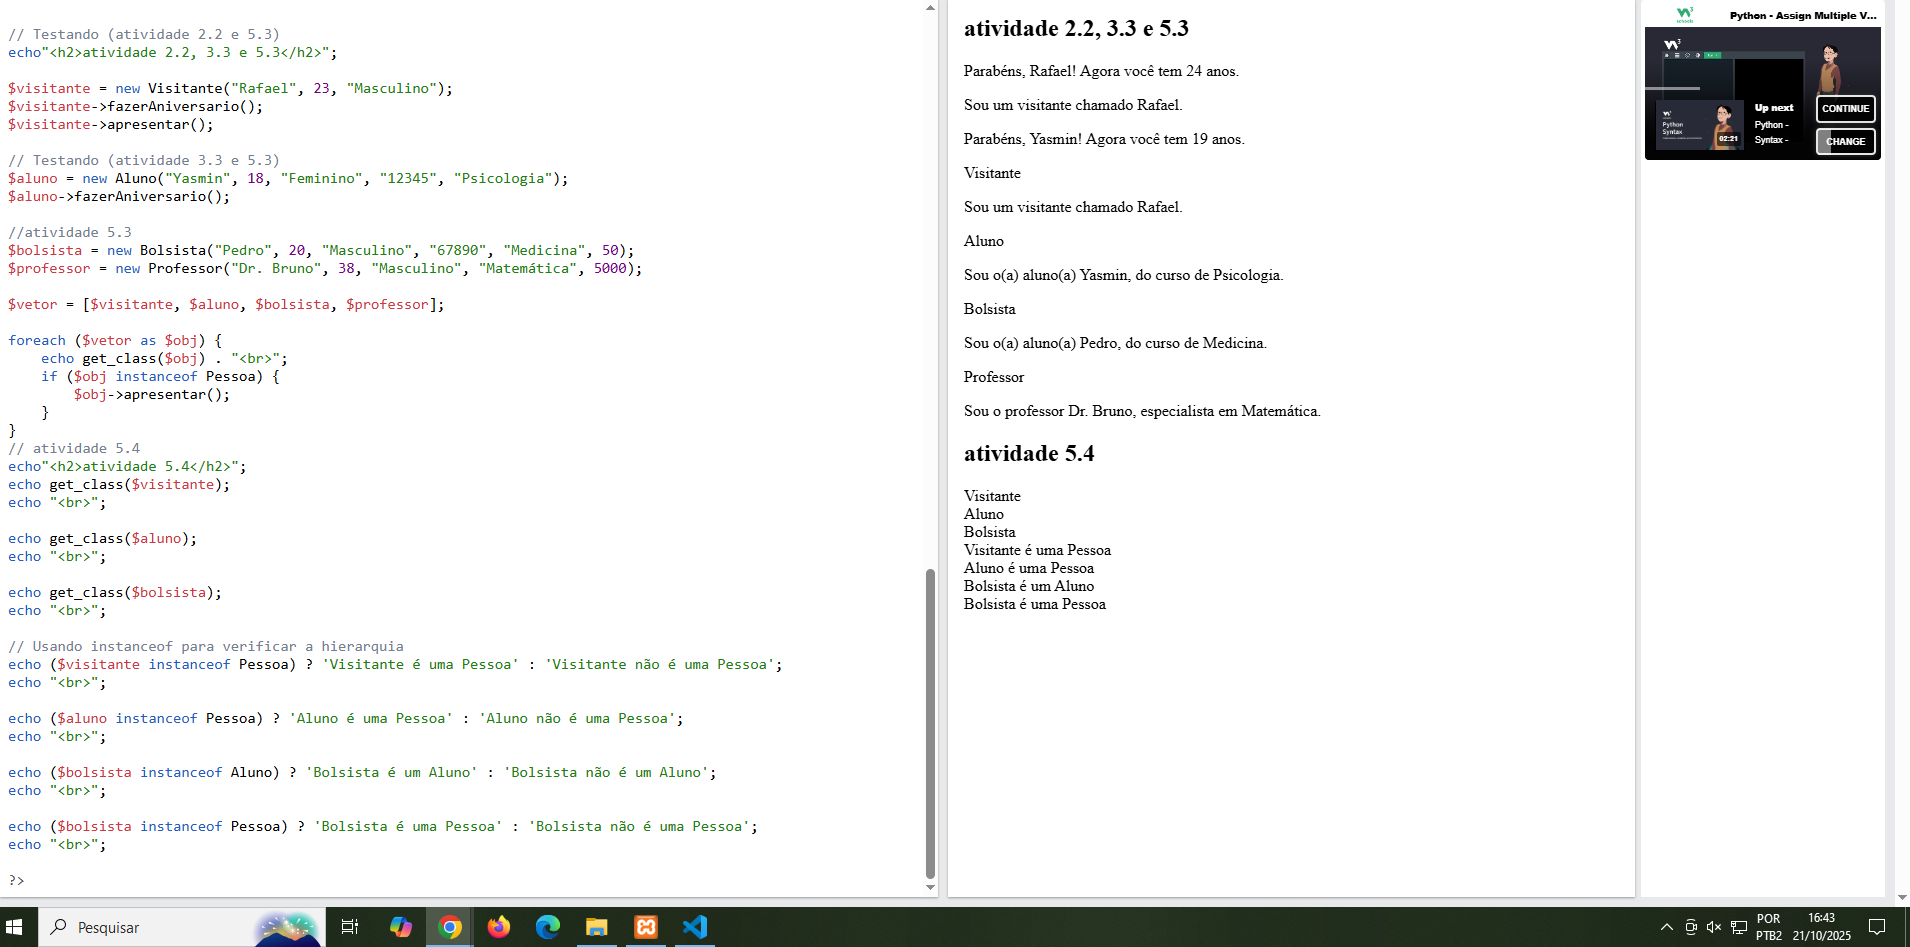 // Testando (atividade 2.2 e 5.3)
echo"<h2>atividade 2.2, 3.3 e 5.3</h2>";
$visitante = new Visitante("Rafael", 23, "Masculino");
$visitante->fazerAniversario();
$visitante->apresentar();
// Testando (atividade 3.3 e 5.3)
$aluno = new Aluno("Yasmin", 18, "Feminino", "12345", "Psicologia");
$aluno->fazerAniversario();
//atividade 5.3
$bolsista = new Bolsista("Pedro", 20, "Masculino", "67890", "Medicina", 50);
$professor = new Professor("Dr. Bruno", 38, "Masculino", "Matemática", 5000);
$vetor = [$visitante, $aluno, $bolsista, $professor];
foreach ($vetor as $obj) {
    echo get_class($obj) . "<br>";
    if ($obj instanceof Pessoa) {
        $obj->apresentar();
    }
}
// atividade 5.4
echo"<h2>atividade 5.4</h2>";
echo get_class($visitante);
echo "<br>";
echo get_class($aluno);
echo "<br>";
echo get_class($bolsista);
echo "<br>";
// Usando instanceof para verificar a hierarquia
echo ($visitante instanceof Pessoa) ? 'Visitante é uma Pessoa' : 'Visitante não é uma Pessoa';
echo "<br>";
echo ($aluno instanceof Pessoa) ? 'Aluno é uma Pessoa' : 'Aluno não é uma Pessoa';
echo "<br>";
echo ($bolsista instanceof Aluno) ? 'Bolsista é um Aluno' : 'Bolsista não é um Aluno';
echo "<br>";
echo ($bolsista instanceof Pessoa) ? 'Bolsista é uma Pessoa' : 'Bolsista não é uma Pessoa';
echo "<br>";
?>
atividade 2.2, 3.3 e 5.3
Parabéns, Rafael! Agora você tem 24 anos.
Sou um visitante chamado Rafael.
Parabéns, Yasmin! Agora você tem 19 anos.
Visitante
Sou um visitante chamado Rafael.
Aluno
Sou o(a) aluno(a) Yasmin, do curso de Psicologia.
Bolsista
Sou o(a) aluno(a) Pedro, do curso de Medicina.
Professor
Sou o professor Dr. Bruno, especialista em Matemática.
atividade 5.4
Visitante
Aluno
Bolsista
Visitante é uma Pessoa
Aluno é uma Pessoa
Bolsista é um Aluno
Bolsista é uma Pessoa
Python - Assign Multiple V...
Up next
Python -
Syntax -
CONTINUE
CHANGE
Python
Syntax
02:21
Pesquisar
POR
PTB2
16:43
21/10/2025